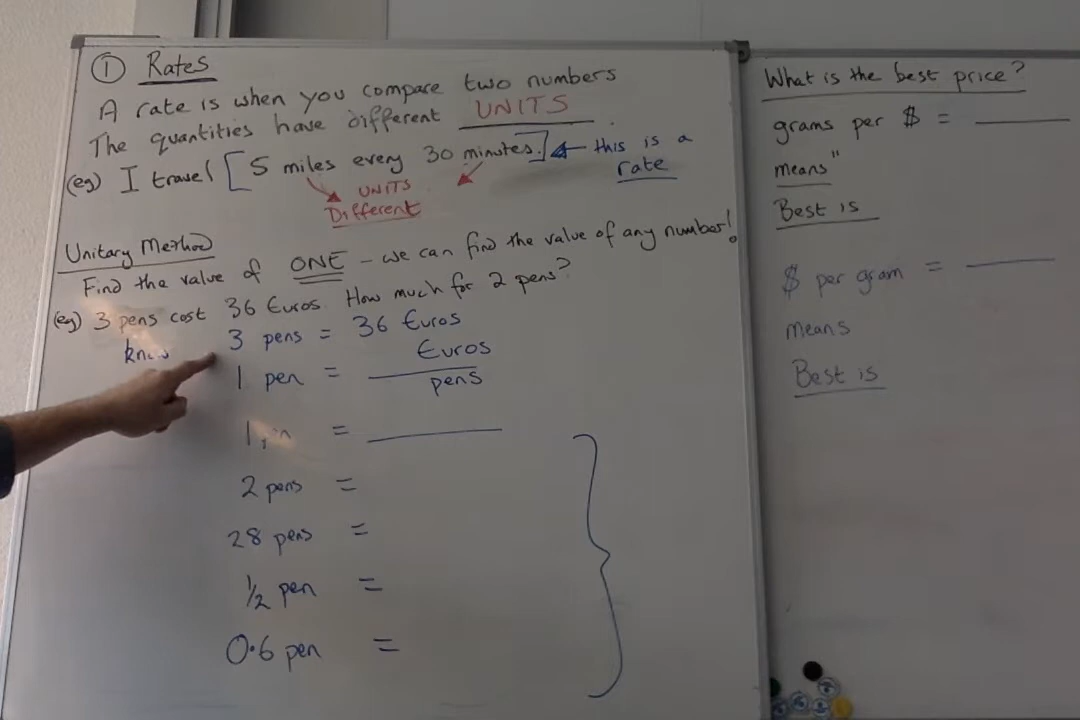 ① Rates
A rate is when you compare two numbers
The quantities have different UNITS.
(eg) I travel [5 miles every 30 minutes.] ← this is a rate
UNITS
Different
Unitary Method
Find the value of ONE - we can find the value of any number!
(eg) 3 pens cost 36 Euros. How much for 2 pens?
3 pens = 36 Euros
1 pen = Euros
pens
=
2 pens =
28 pens =
1/2 pen =
0.6 pen =
What is the best price?
grams per $ =
means"
Best is
$ per gram =
means
Best is